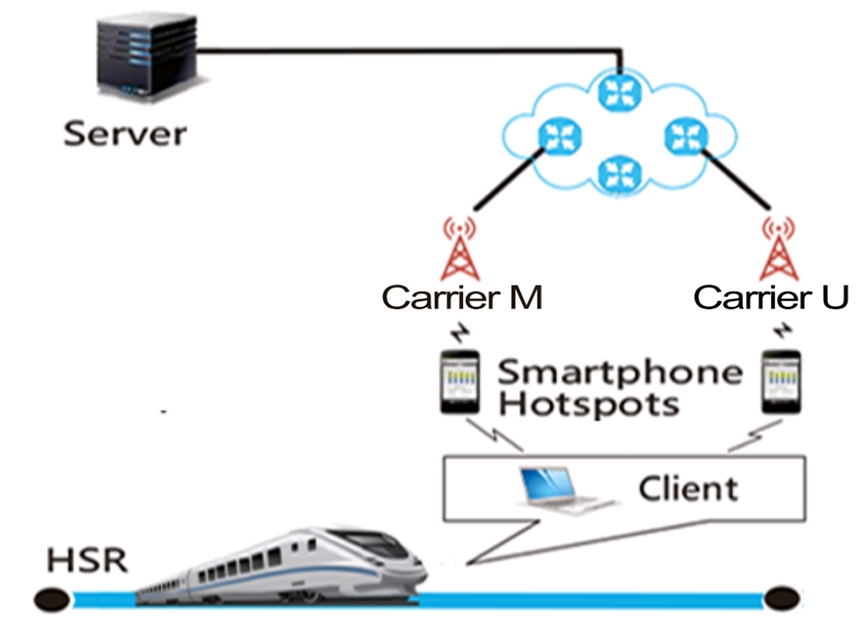 Server
Carrier M
Carrier U
Smartphone
Hotspots
Client
HSR